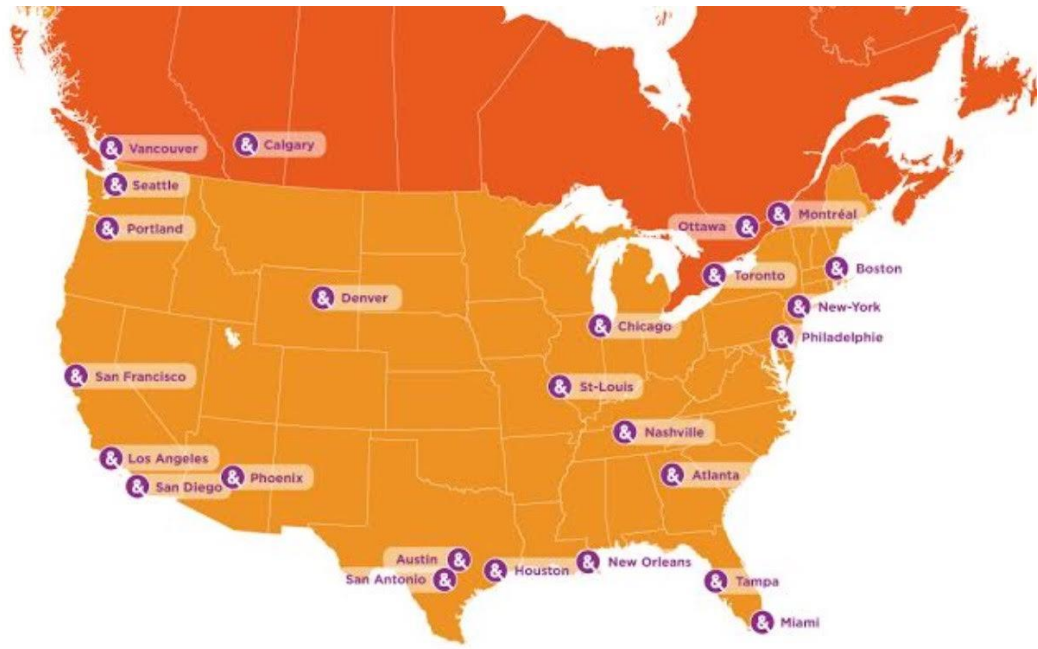 & Vancouver
& Calgary
& Seattle
& Portland
Ottawa &
& Montréal
& Toronto
& Boston
& Denver
& New-York
& Chicago
& Philadelphie
& San Francisco
& St-Louis
& Nashville
& Los Angeles
& San Diego
& Phoenix
& Atlanta
Austin &
San Antonio &
& Houston
& New Orleans
& Tampa
& Miami